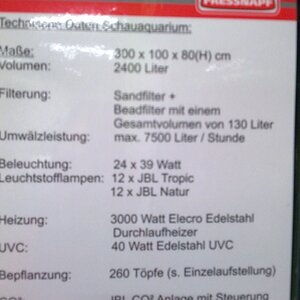 PRESSNAPF
Technische Daten Schauaquarium:
Maße: 300 x 100 x 80(H) cm
Volumen: 2400 Liter
Filterung: Sandfilter +
Beadfilter mit einem
Gesamtvolumen von 130 Liter
Umwälzleistung: max. 7500 Liter / Stunde
Beleuchtung: 24 x 39 Watt
Leuchtstofflampen: 12 x JBL Tropic
12 x JBL Natur
Heizung: 3000 Watt Elecro Edelstahl
Durchlaufheizer
UVC: 40 Watt Edelstahl UVC
Bepflanzung: 260 Töpfe (s. Einzelaufstellung)
JBL CO² Anlage mit Steuerung